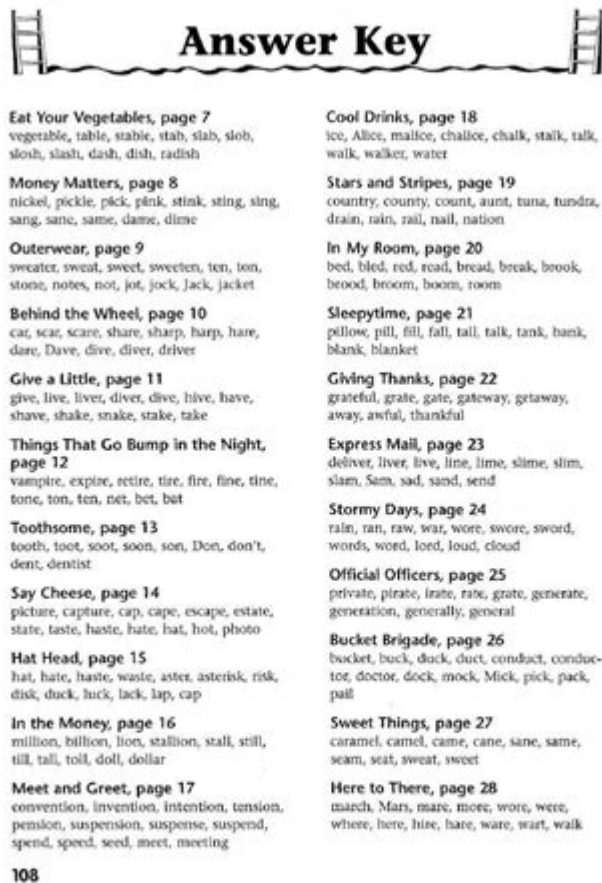 Answer Key
Eat Your Vegetables, page 7
vegetable, table, stable, stab, slab, slob,
slosh, slash, dash, dish, radish
Money Matters, page 8
nickel, pickle, pick, pink, stink, sting, sing,
sang, sane, same, dame, dime
Outerwear, page 9
sweater, sweat, sweet, sweeten, ten, ton,
stone, notes, not, jot, jock, Jack, jacket
Behind the Wheel, page 10
car, scar, scare, share, sharp, harp, hare,
dare, Dave, dive, diver, driver
Give a Little, page 11
give, live, liver, diver, dive, hive, have,
shave, shake, snake, stake, take
Things That Go Bump in the Night,
page 12
vampire, expire, retire, tire, fire, fine, tine,
tone, ton, ten, net, bet, bat
Toothsome, page 13
tooth, toot, soot, soon, son, Don, don't,
dent, dentist
Say Cheese, page 14
picture, capture, cap, cape, escape, estate,
state, taste, haste, hate, hat, hot, photo
Hat Head, page 15
hat, hate, haste, waste, aster, asterisk, risk,
disk, duck, luck, lack, lap, cap
In the Money, page 16
million, billion, lion, stallion, stall, still,
till, tall, toll, doll, dollar
Meet and Greet, page 17
convention, invention, intention, tension,
pension, suspension, suspense, suspend,
spend, speed, seed, meet, meeting
Cool Drinks, page 18
ice, Alice, malice, chalice, chalk, stalk, talk,
walk, walker, water
Stars and Stripes, page 19
country, county, count, aunt, tuna, tundra,
drain, rain, rail, nail, nation
In My Room, page 20
bed, bled, red, read, bread, break, brook,
brood, broom, boom, room
Sleepytime, page 21
pillow, pill, fill, fall, tall, talk, tank, bank,
blank, blanket
Giving Thanks, page 22
grateful, grate, gate, gateway, getaway,
away, awful, thankful
Express Mail, page 23
deliver, liver, live, line, lime, slime, slim,
slam, Sam, sad, sand, send
Stormy Days, page 24
rain, ran, raw, war, wore, swore, sword,
words, word, lord, loud, cloud
Official Officers, page 25
private, pirate, irate, rate, grate, generate,
generation, generally, general
Bucket Brigade, page 26
bucket, buck, duck, duct, conduct, conduc-
tor, doctor, dock, mock, Mick, pick, pack,
pail
Sweet Things, page 27
caramel, camel, came, cane, sane, same,
seam, seat, sweat, sweet
Here to There, page 28
march, Mars, mare, more, wore, were,
where, here, hire, hare, ware, wart, walk
108